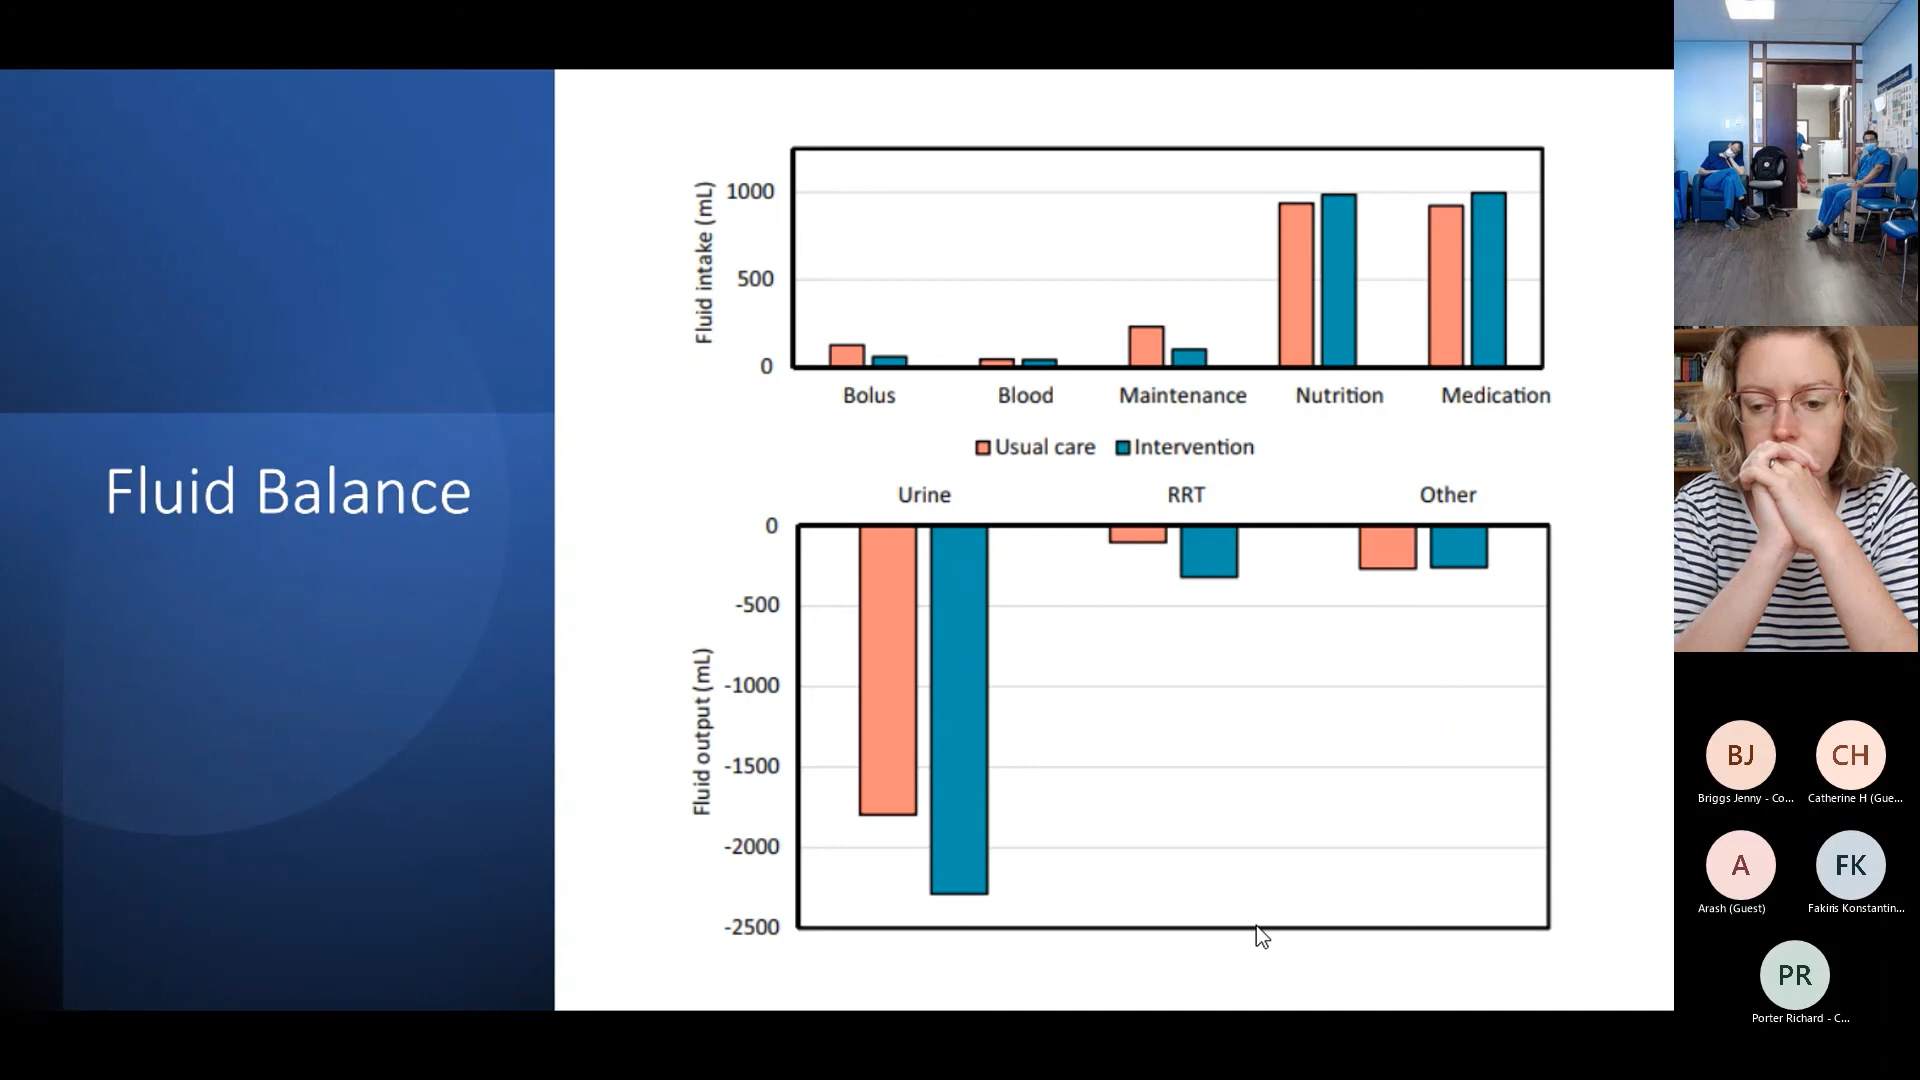 Fluid Balance
Fluid intake (mL)
1000
500
0
Bolus Blood Maintenance Nutrition Medication
Usual care Intervention
Urine RRT Other
Fluid output (mL)
0
-500
-1000
-1500
-2000
-2500
BJ CH
Briggs Jenny - Co... Catherine H (Gue...
A FK
Arash (Guest) Fakiris Konstantin...
PR
Porter Richard - C...